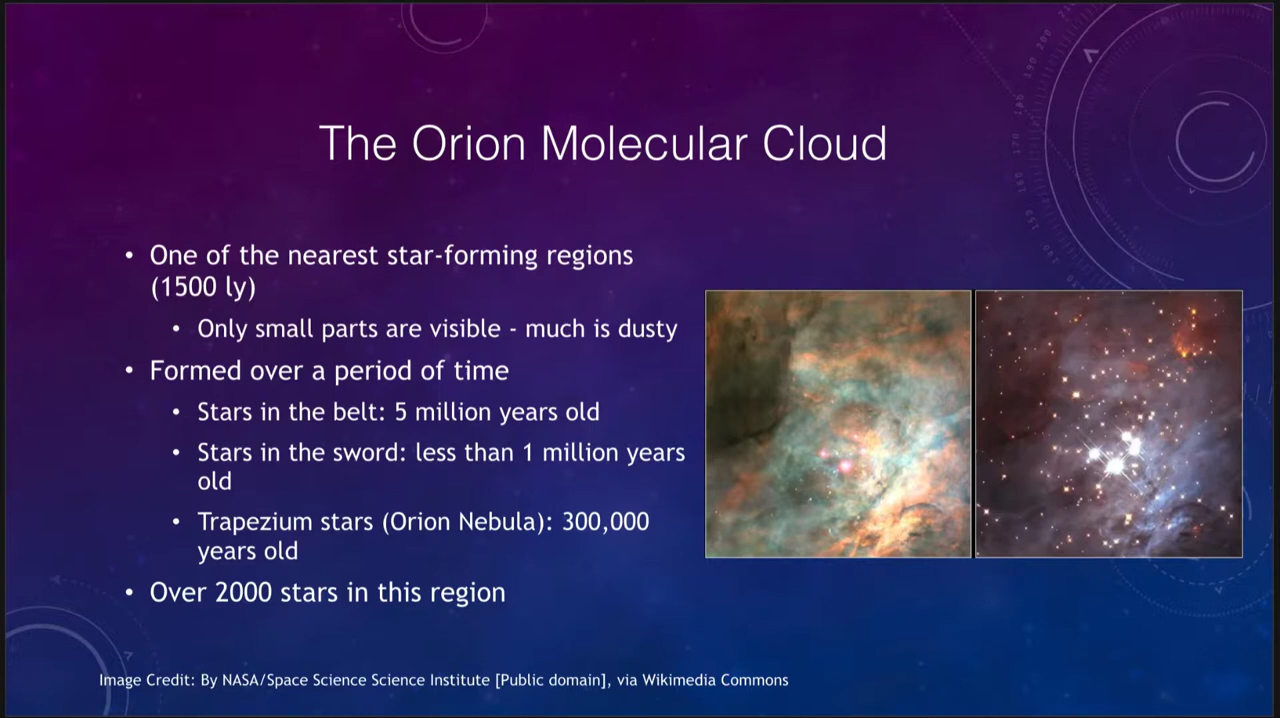 The Orion Molecular Cloud
• One of the nearest star-forming regions
(1500 ly)
• Only small parts are visible - much is dusty
• Formed over a period of time
• Stars in the belt: 5 million years old
• Stars in the sword: less than 1 million years
old
• Trapezium stars (Orion Nebula): 300,000
years old
• Over 2000 stars in this region
Image Credit: By NASA/Space Science Science Institute [Public domain], via Wikimedia Commons